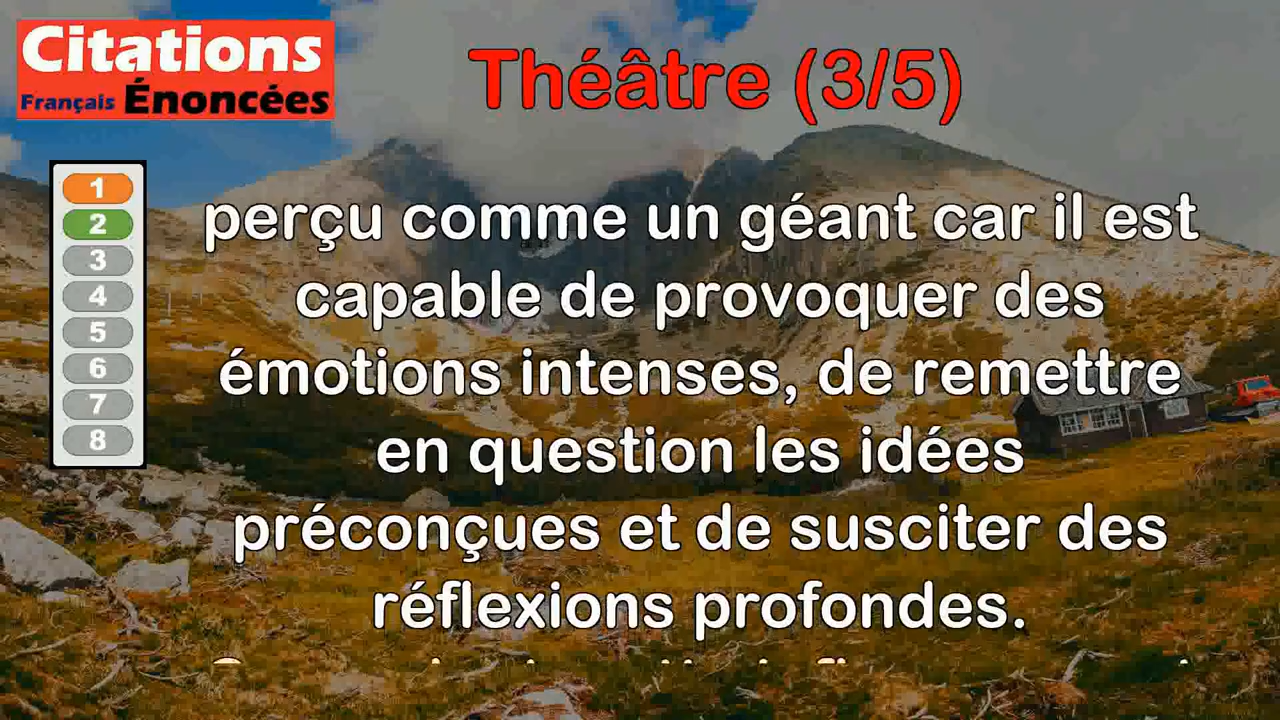 Citations
Français Énoncées
Théâtre (3/5)
1
2
3
4
5
6
7
8
perçu comme un géant car il est
capable de provoquer des
émotions intenses, de remettre
en question les idées
préconçues et de susciter des
réflexions profondes.